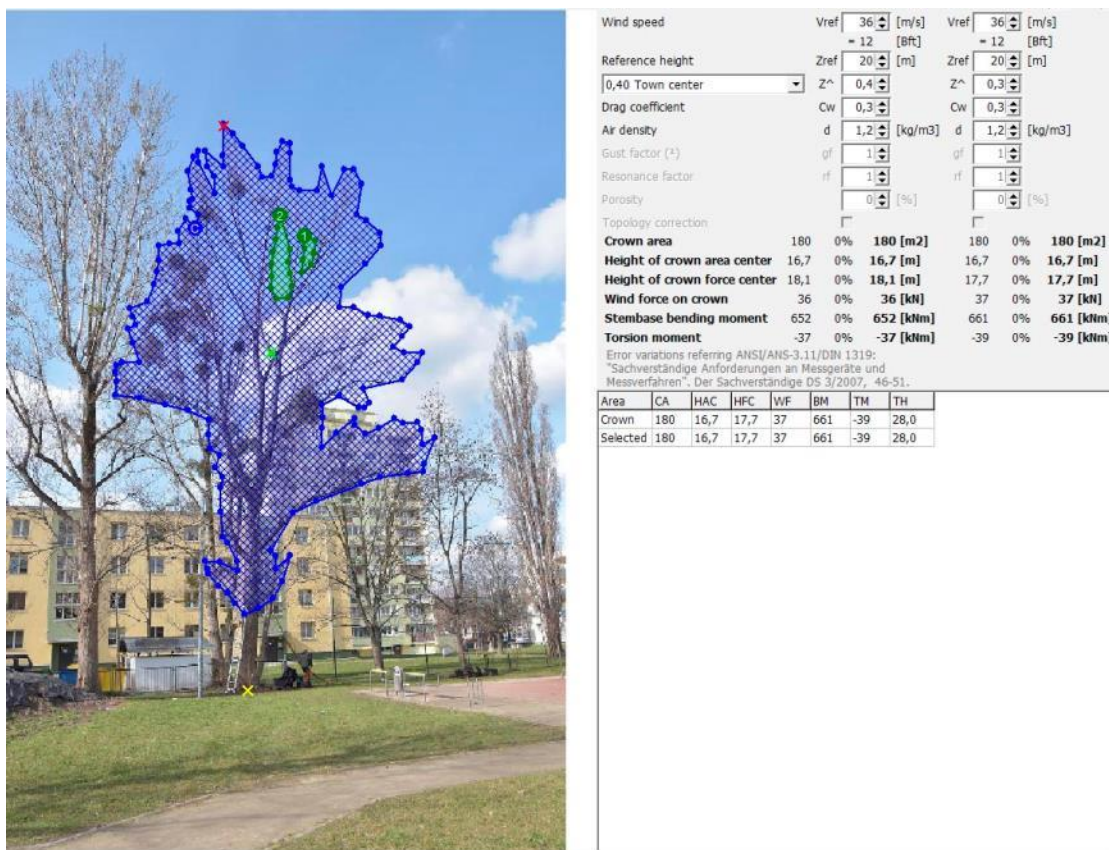 Wind speed Vref 36 [m/s] Vref 36 [m/s]
= 12 [Bft] = 12 [Bft]
Reference height Zref 20 [m] Zref 20 [m]
0,40 Town center Z^ 0,4 Z^ 0,3
Drag coefficient Cw 0,3 Cw 0,3
Air density d 1,2 [kg/m3] d 1,2 [kg/m3]
Gust factor (²) gf 1 gf 1
Resonance factor rf 1 rf 1
Porosity 0 [%] 0 [%]
Topology correction
Crown area 180 0% 180 [m2] 180 0% 180 [m2]
Height of crown area center 16,7 0% 16,7 [m] 16,7 0% 16,7 [m]
Height of crown force center 18,1 0% 18,1 [m] 17,7 0% 17,7 [m]
Wind force on crown 36 0% 36 [kN] 37 0% 37 [kN]
Stembase bending moment 652 0% 652 [kNm] 661 0% 661 [kNm]
Torsion moment -37 0% -37 [kNm] -39 0% -39 [kNm]
Error variations referring ANSI/ANS-3.11/DIN 1319:
"Sachverständige Anforderungen an Messgeräte und
Messverfahren". Der Sachverständige DS 3/2007, 46-51.
Area CA HAC HFC WF BM TM TH
Crown 180 16,7 17,7 37 661 -39 28,0
Selected 180 16,7 17,7 37 661 -39 28,0
C
2
1